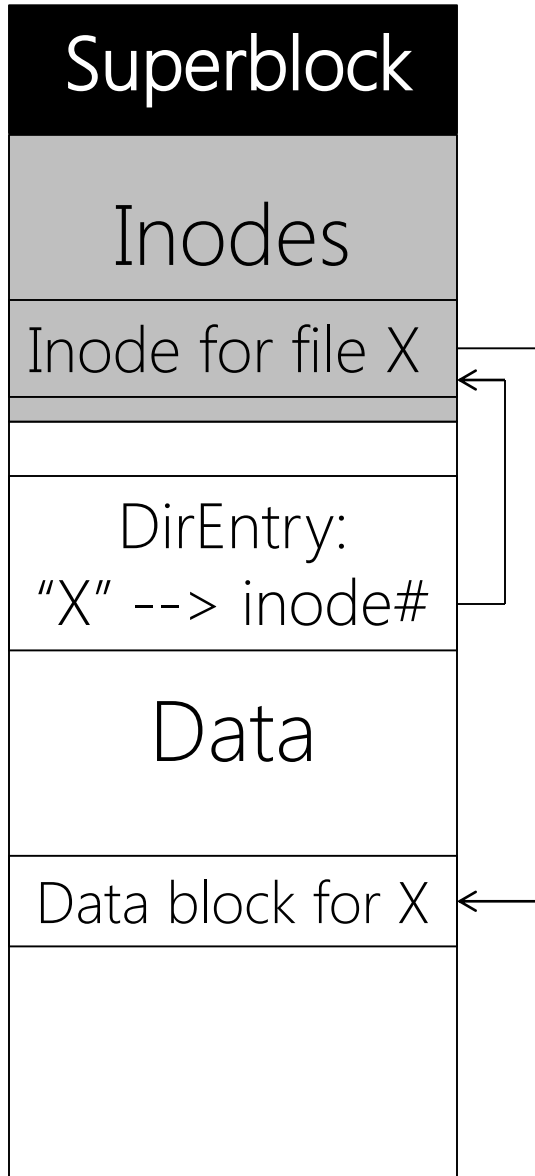 Superblock
Inodes
Inode for file X
DirEntry:
“X” --> inode#
Data
Data block for X